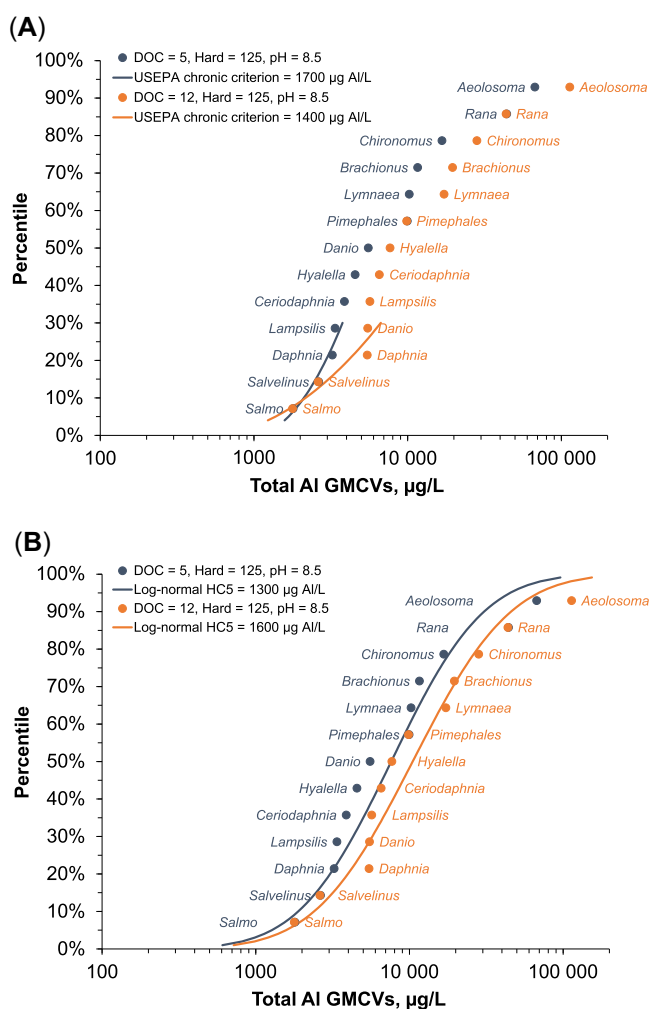 (A)
DOC = 5, Hard = 125, pH = 8.5
USEPA chronic criterion = 1700 µg Al/L
DOC = 12, Hard = 125, pH = 8.5
USEPA chronic criterion = 1400 µg Al/L
Percentile
100%
90%
80%
70%
60%
50%
40%
30%
20%
10%
0%
Aeolosoma Aeolosoma
Rana Rana
Chironomus Chironomus
Brachionus Brachionus
Lymnaea Lymnaea
Pimephales Pimephales
Danio Hyalella
Hyalella Ceriodaphnia
Ceriodaphnia Lampsilis
Lampsilis Danio
Daphnia Daphnia
Salvelinus Salvelinus
Salmo Salmo
100 1000 10 000 100 000
Total Al GMCVs, µg/L
(B)
DOC = 5, Hard = 125, pH = 8.5
Log-normal HC5 = 1300 µg Al/L
DOC = 12, Hard = 125, pH = 8.5
Log-normal HC5 = 1600 µg Al/L
Percentile
100%
90%
80%
70%
60%
50%
40%
30%
20%
10%
0%
Aeolosoma Aeolosoma
Rana Rana
Chironomus Chironomus
Brachionus Brachionus
Lymnaea Lymnaea
Pimephales Pimephales
Danio Hyalella
Hyalella Ceriodaphnia
Ceriodaphnia Lampsilis
Lampsilis Danio
Daphnia Daphnia
Salvelinus Salvelinus
Salmo Salmo
100 1000 10 000 100 000
Total Al GMCVs, µg/L